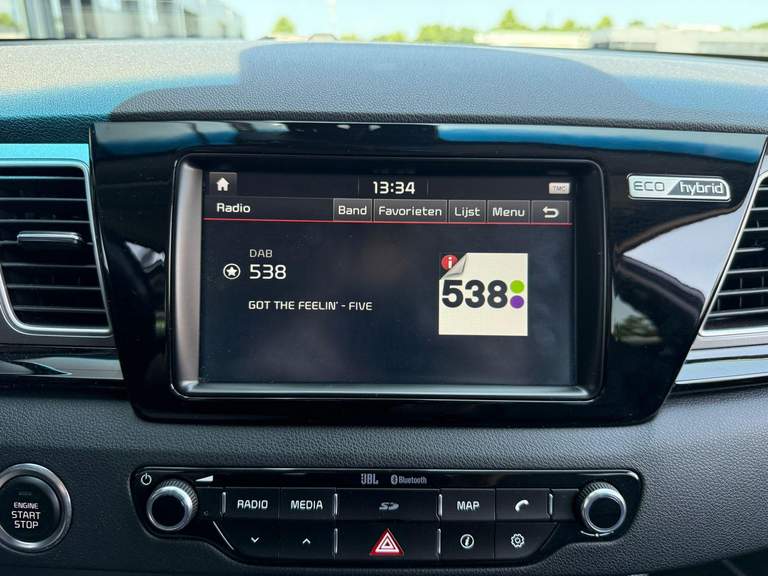 13:34
TMC
Radio
Band Favorieten Lijst Menu
ECO hybrid
DAB
538
GOT THE FEELIN' - FIVE
i
538
JBL Bluetooth
RADIO MEDIA SD MAP
ENGINE
START
STOP
i